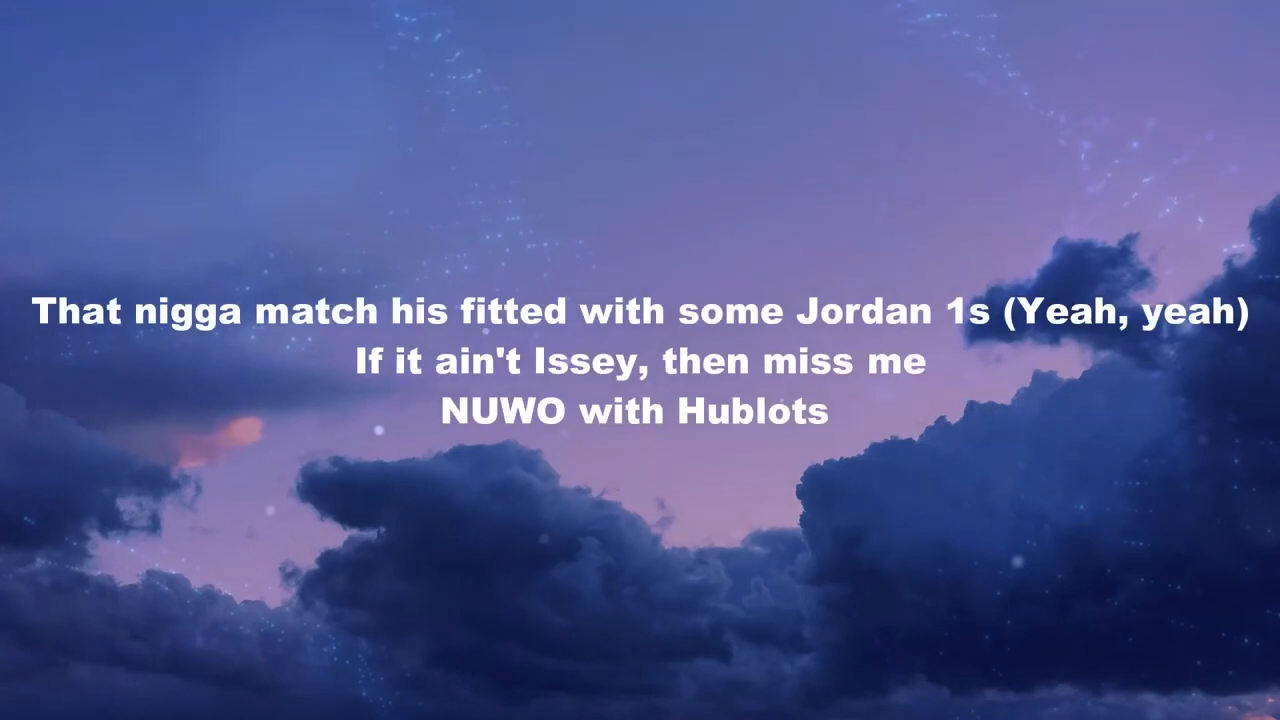 That nigga match his fitted with some Jordan 1s (Yeah, yeah)
If it ain't Issey, then miss me
NUWO with Hublots